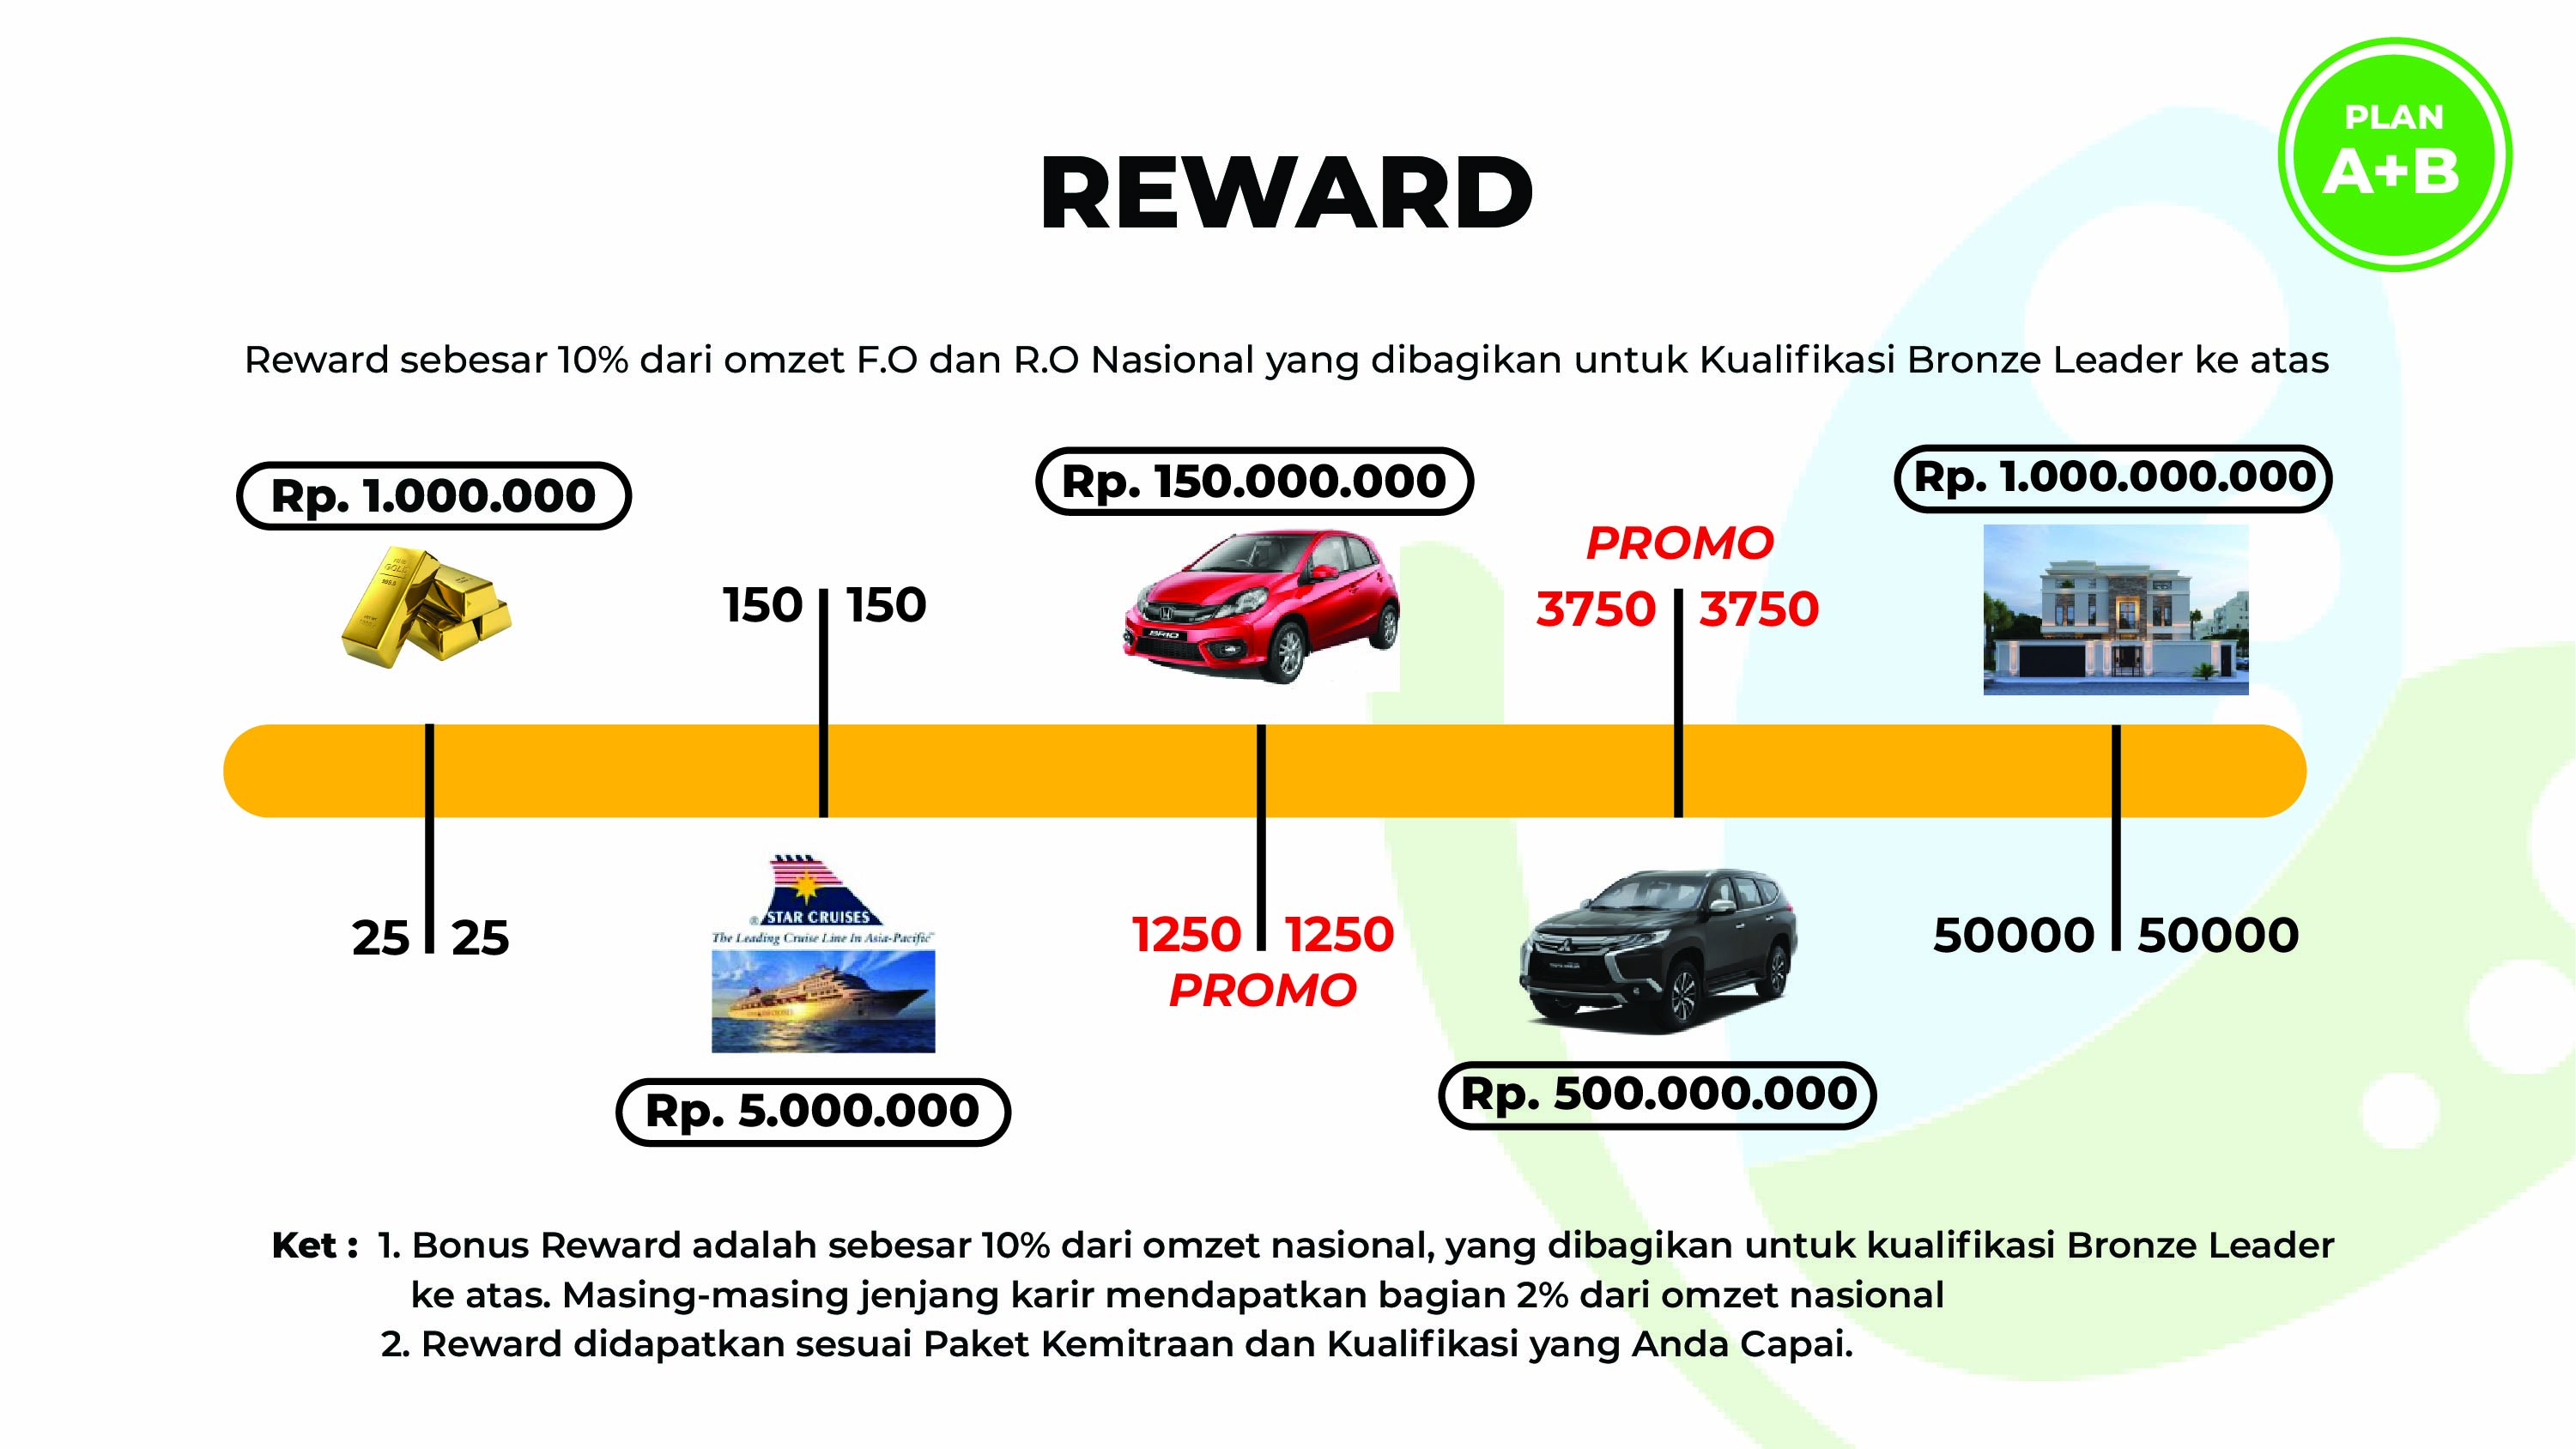 PLAN
A+B
REWARD
Reward sebesar 10% dari omzet F.O dan R.O Nasional yang dibagikan untuk Kualifikasi Bronze Leader ke atas
Rp. 1.000.000
Rp. 150.000.000
Rp. 1.000.000.000
GOLD
999.9
150 150
BRIO
PROMO
3750 3750
25 25
STAR CRUISES
The Leading Cruise Line In Asia-Pacific
1250 1250
PROMO
50000 50000
Rp. 5.000.000
Rp. 500.000.000
Ket : 1. Bonus Reward adalah sebesar 10% dari omzet nasional, yang dibagikan untuk kualifikasi Bronze Leader
ke atas. Masing-masing jenjang karir mendapatkan bagian 2% dari omzet nasional
2. Reward didapatkan sesuai Paket Kemitraan dan Kualifikasi yang Anda Capai.